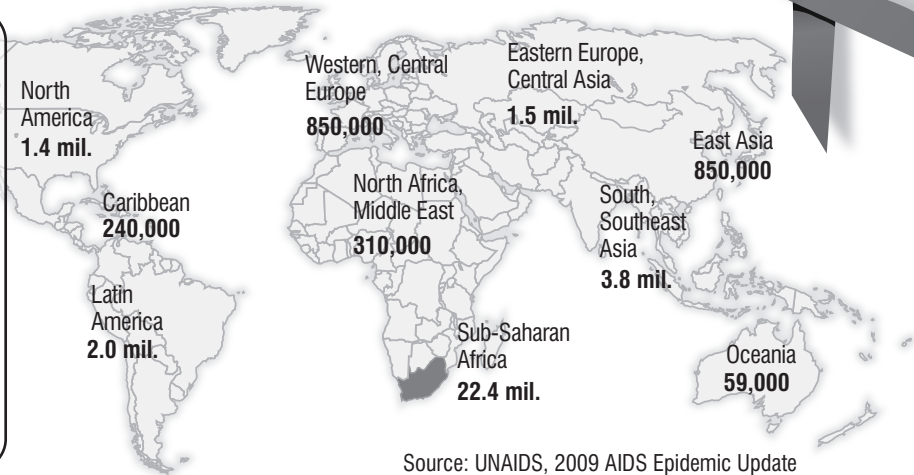 North
America
1.4 mil.
Caribbean
240,000
Latin
America
2.0 mil.
Western, Central
Europe
850,000
North Africa,
Middle East
310,000
Sub-Saharan
Africa
22.4 mil.
Eastern Europe,
Central Asia
1.5 mil.
East Asia
850,000
South,
Southeast
Asia
3.8 mil.
Oceania
59,000
Source: UNAIDS, 2009 AIDS Epidemic Update